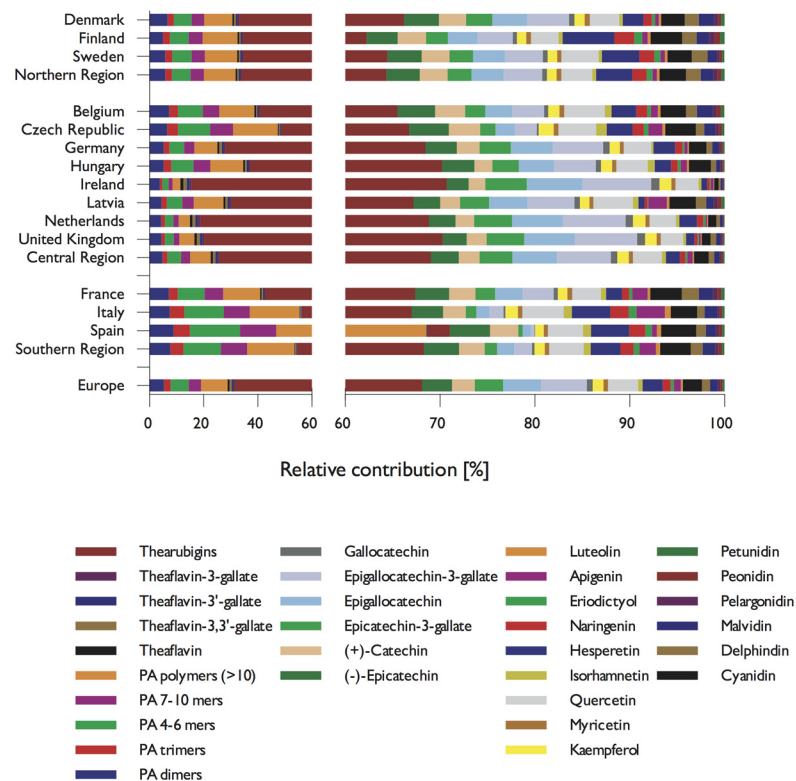 Denmark
Finland
Sweden
Northern Region
Belgium
Czech Republic
Germany
Hungary
Ireland
Latvia
Netherlands
United Kingdom
Central Region
France
Italy
Spain
Southern Region
Europe
0 20 40 60 60 70 80 90 100
Relative contribution [%]
Thearubigins Gallocatechin Luteolin Petunidin
Theaflavin-3-gallate Epigallocatechin-3-gallate Apigenin Peonidin
Theaflavin-3'-gallate Epigallocatechin Eriodictyol Pelargonidin
Theaflavin-3,3'-gallate Epicatechin-3-gallate Naringenin Malvidin
Theaflavin (+)-Catechin Hesperetin Delphindin
PA polymers (>10) (-)-Epicatechin Isorhamnetin Cyanidin
PA 7-10 mers Quercetin
PA 4-6 mers Myricetin
PA trimers Kaempferol
PA dimers